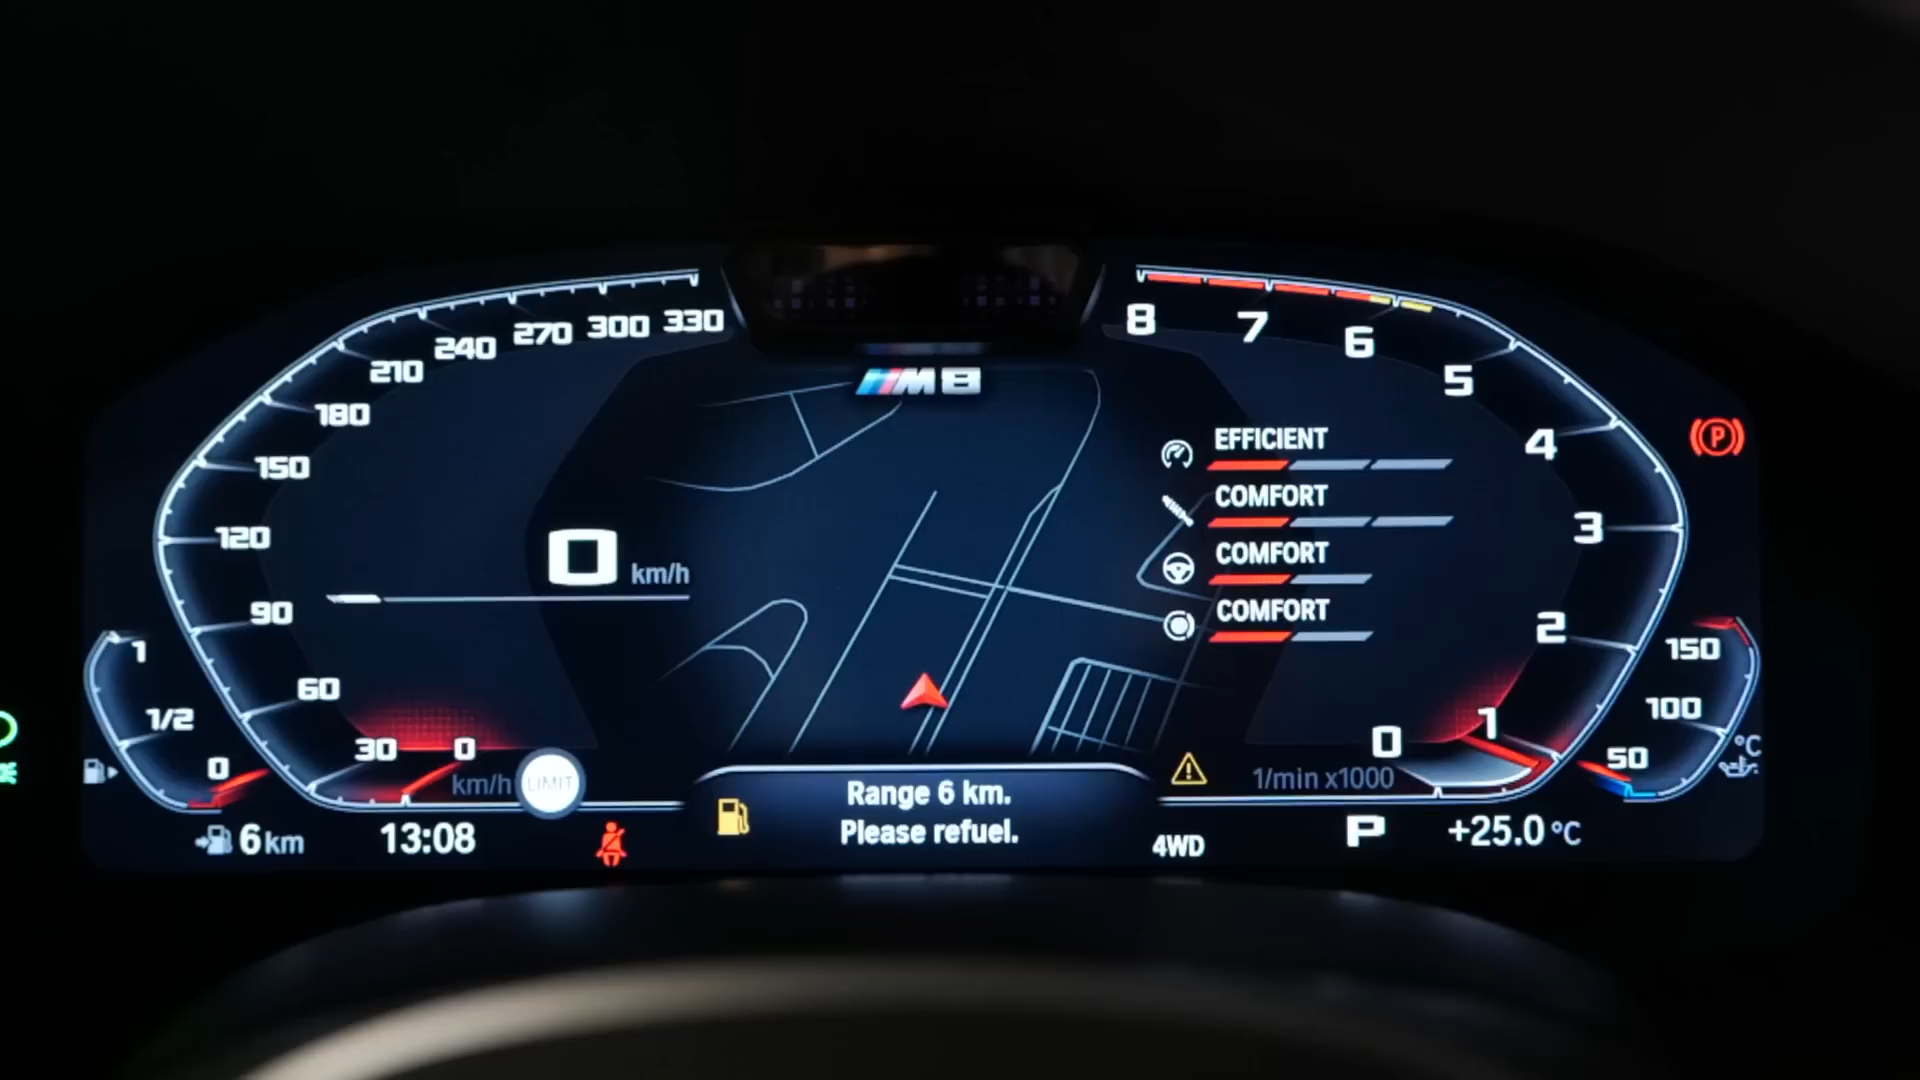 330
300
270
240
210
180
150
120
90
60
30
0
km/h
LIMIT
0 km/h
1
1/2
0
6 km
13:08
M8
EFFICIENT
COMFORT
COMFORT
COMFORT
Range 6 km.
Please refuel.
8
7
6
5
4
3
2
1
0
1/min x1000
4WD
P
+25.0 °C
(P)
150
100
50
°C